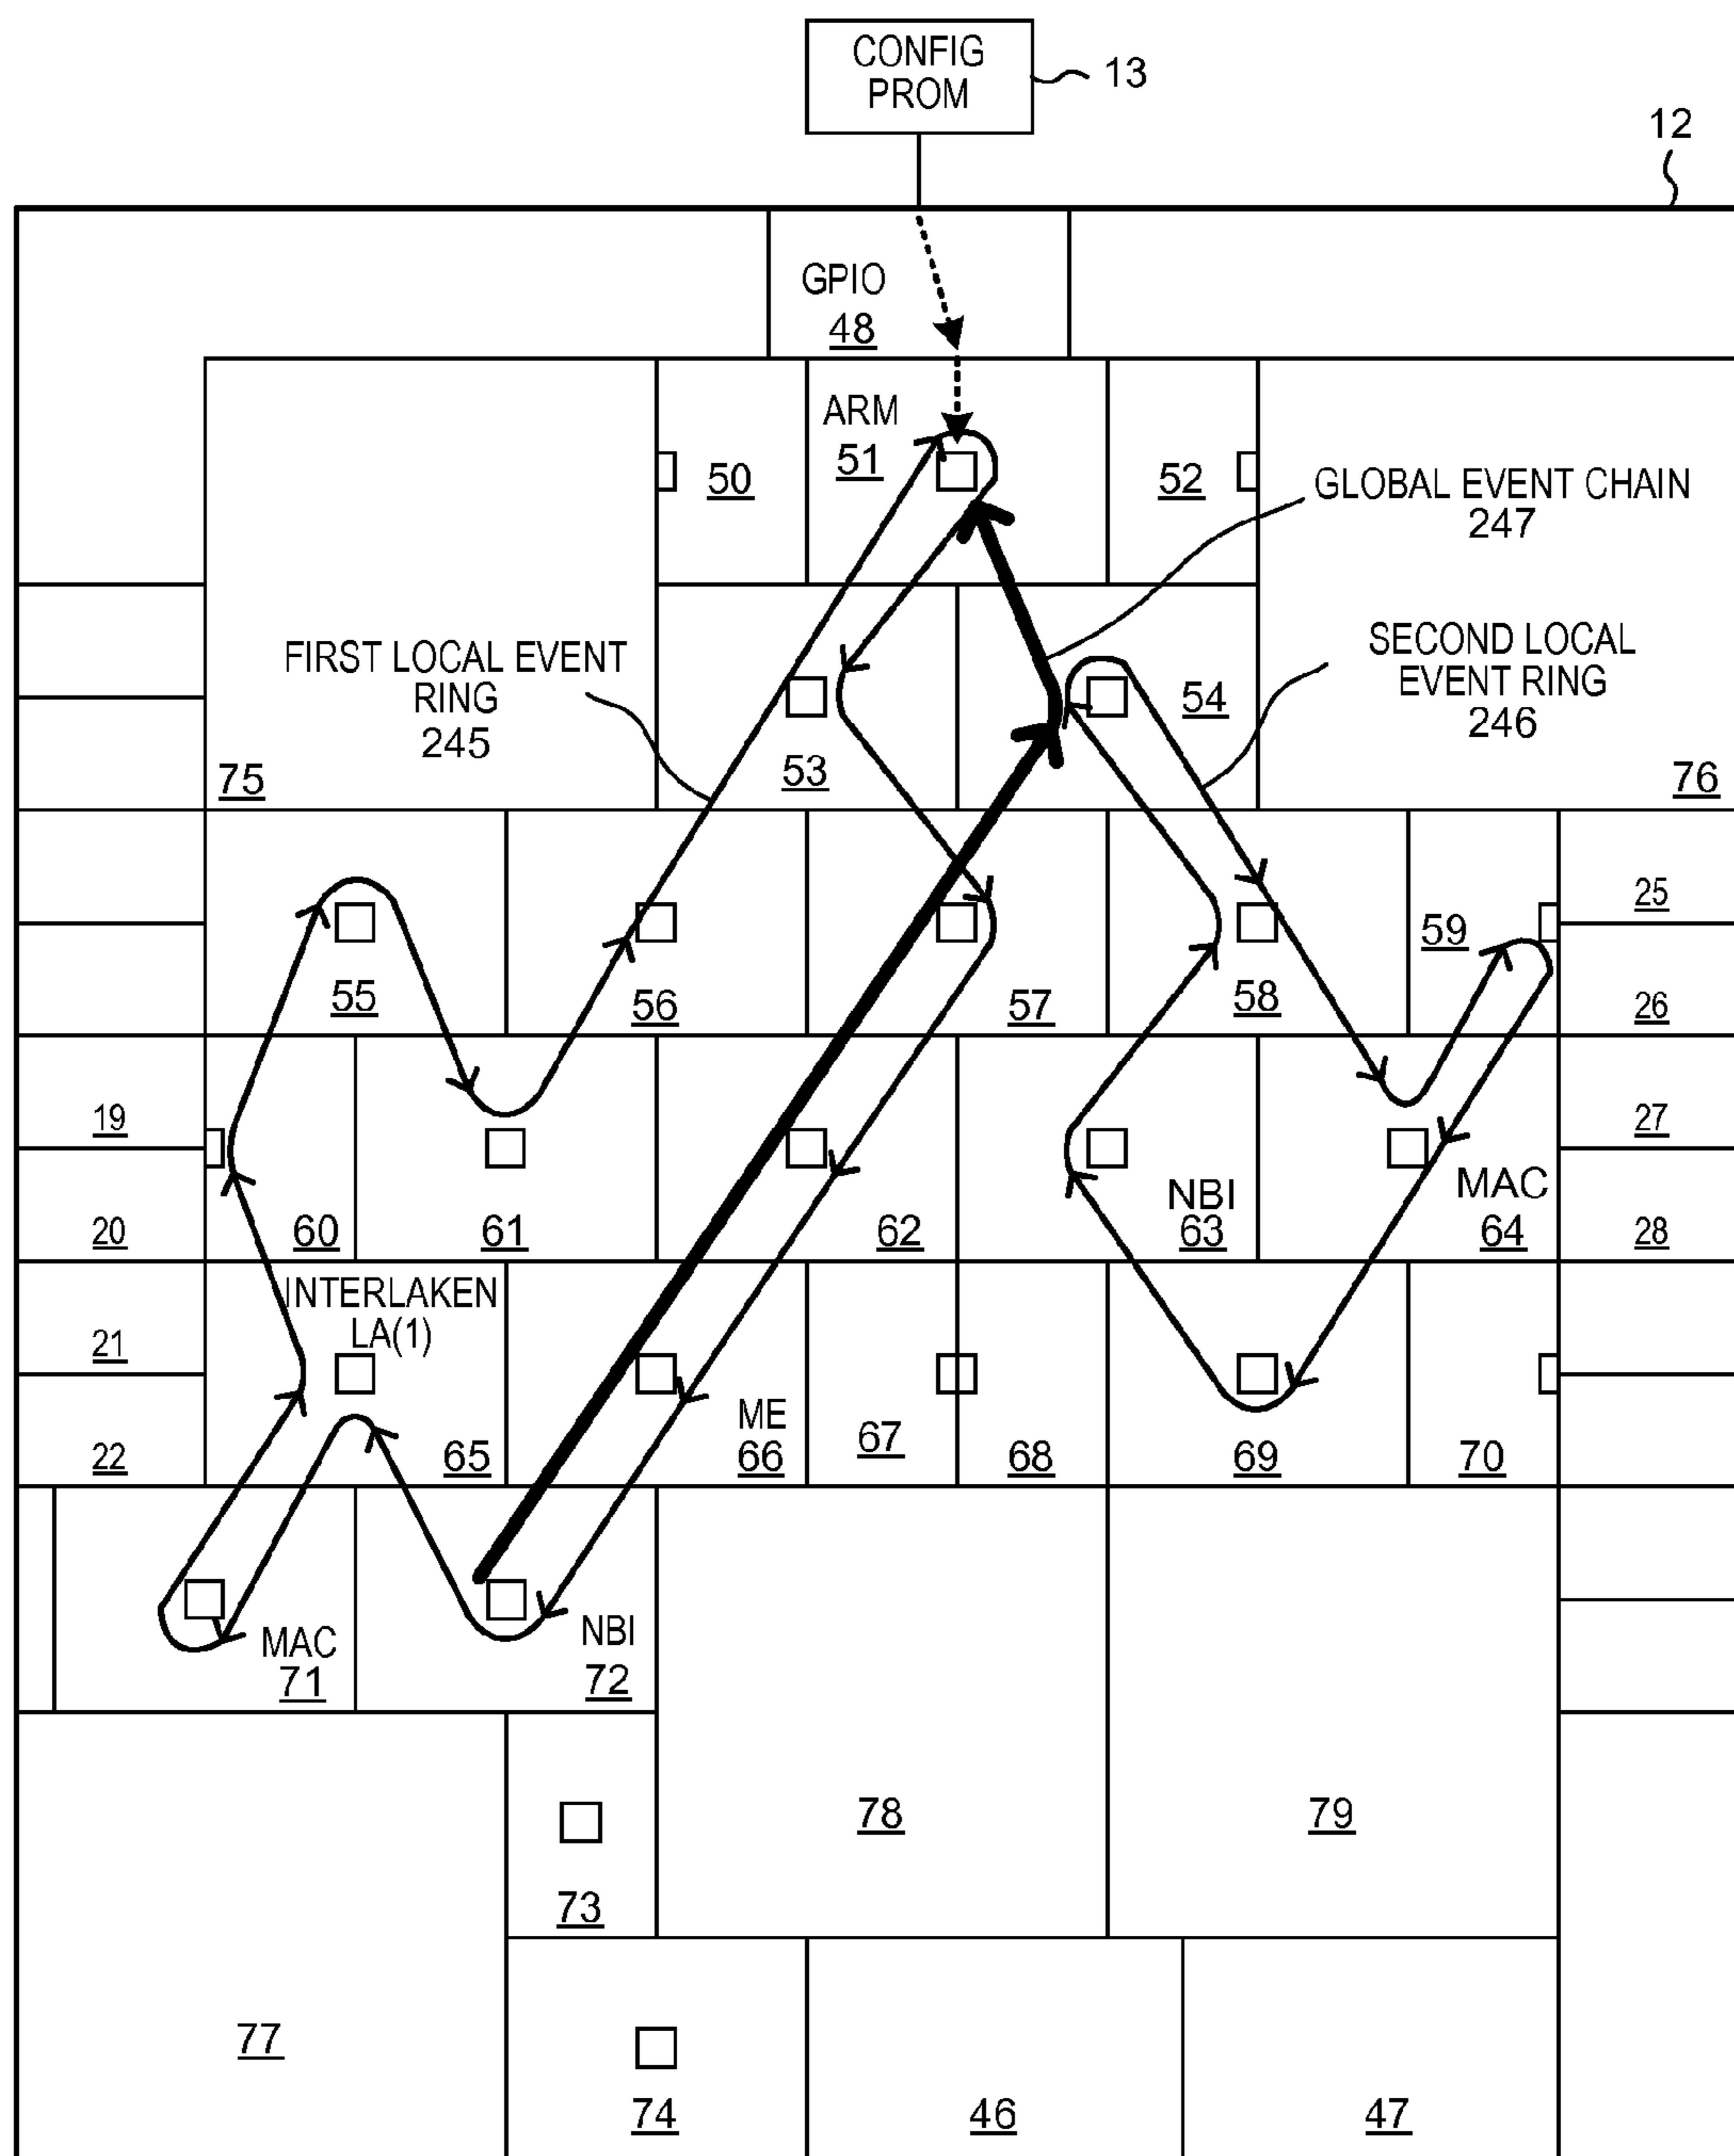 CONFIG
PROM
13
12
GPIO
48
ARM
51
50
52
GLOBAL EVENT CHAIN
247
FIRST LOCAL EVENT
RING
245
SECOND LOCAL
EVENT RING
246
54
53
75
76
25
59
55
56
57
58
26
19
27
NBI
63
MAC
64
20
60
61
62
28
INTERLAKEN
LA(1)
21
ME
66
67
22
65
68
69
70
MAC
71
NBI
72
78
79
73
77
74
46
47